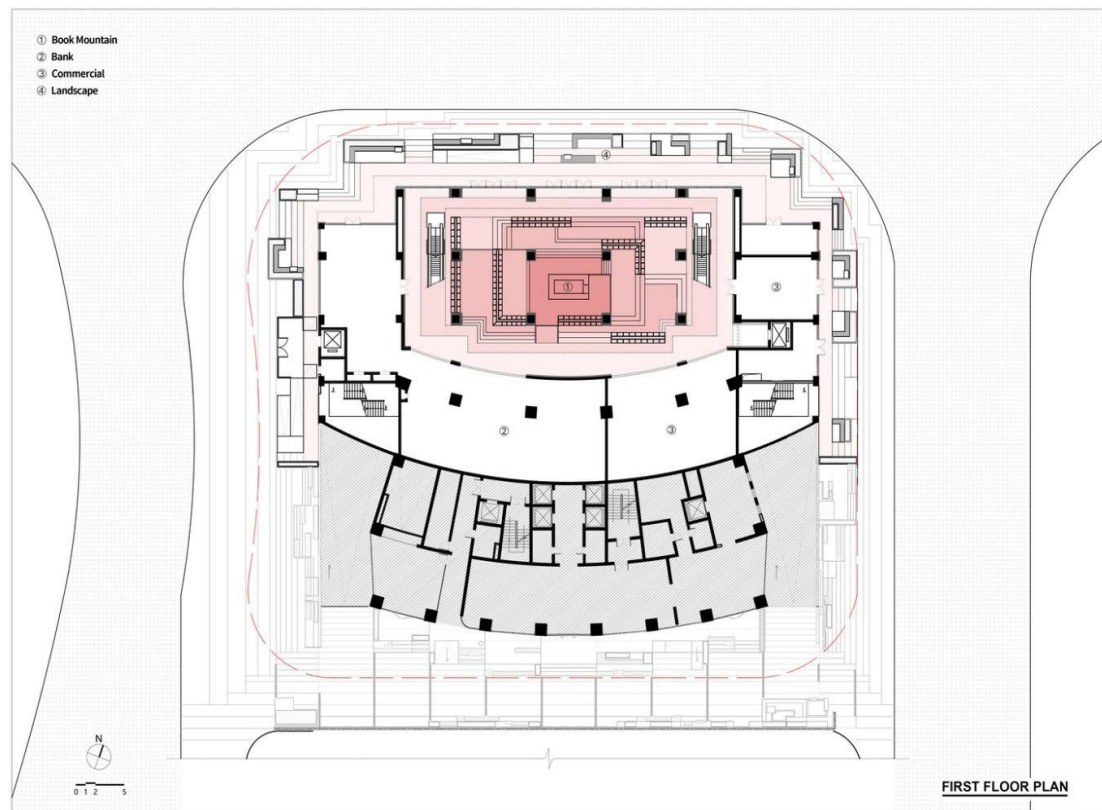 ① Book Mountain
② Bank
③ Commercial
④ Landscape
④
①
③
②
③
N
0 1 2 5
FIRST FLOOR PLAN